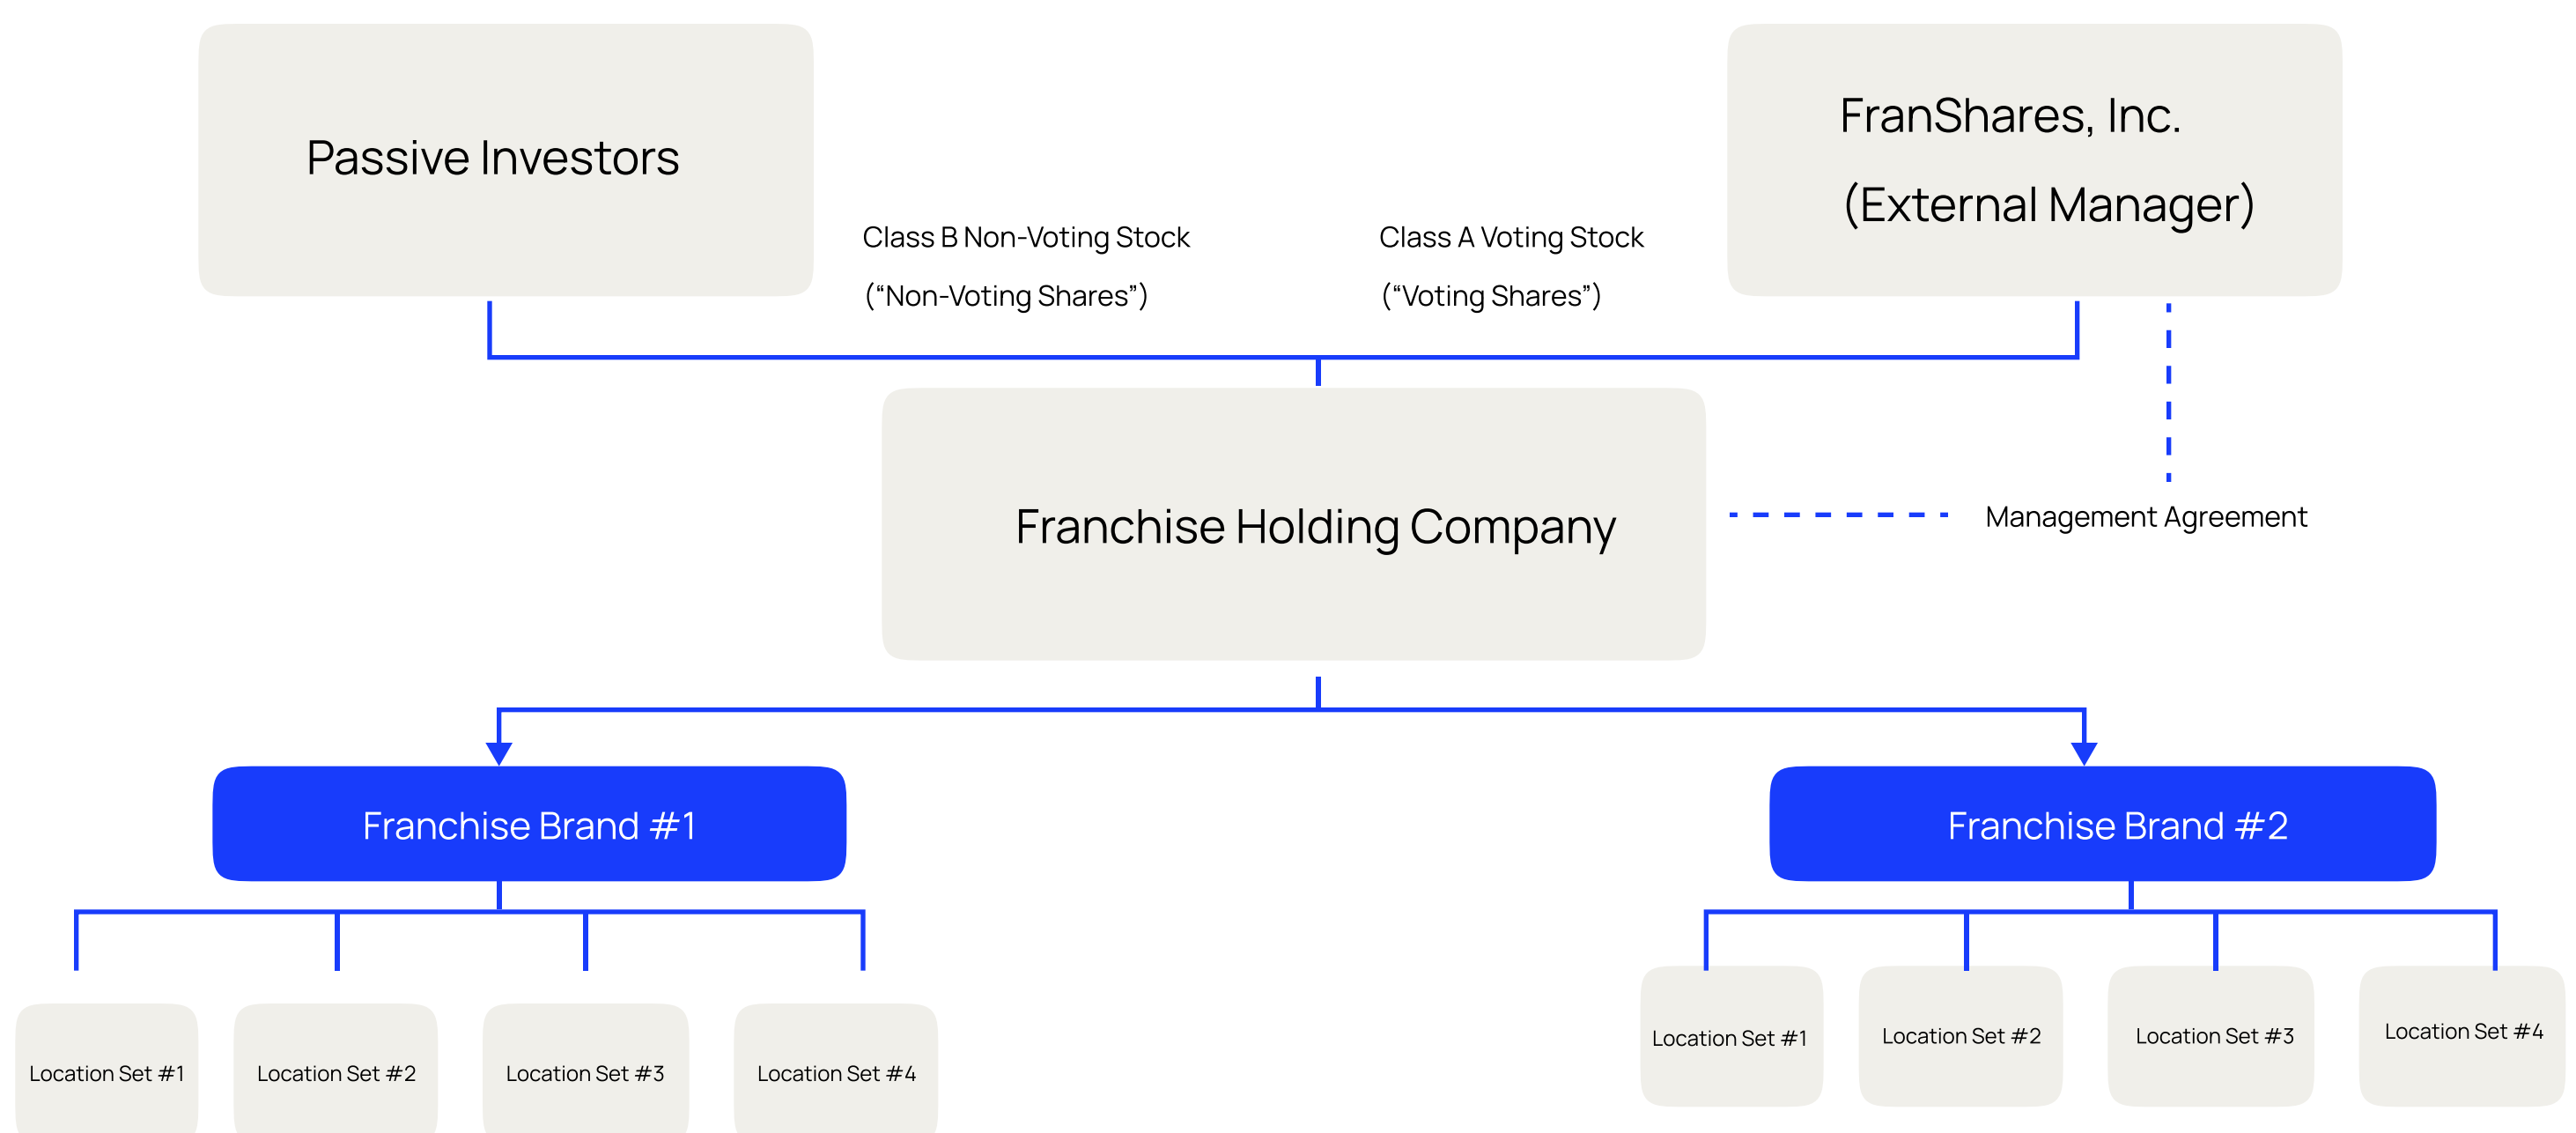 Passive Investors
FranShares, Inc.
(External Manager)
Class B Non-Voting Stock
(“Non-Voting Shares”)
Class A Voting Stock
(“Voting Shares”)
Franchise Holding Company
Management Agreement
Franchise Brand #1
Franchise Brand #2
Location Set #1
Location Set #2
Location Set #3
Location Set #4
Location Set #1
Location Set #2
Location Set #3
Location Set #4